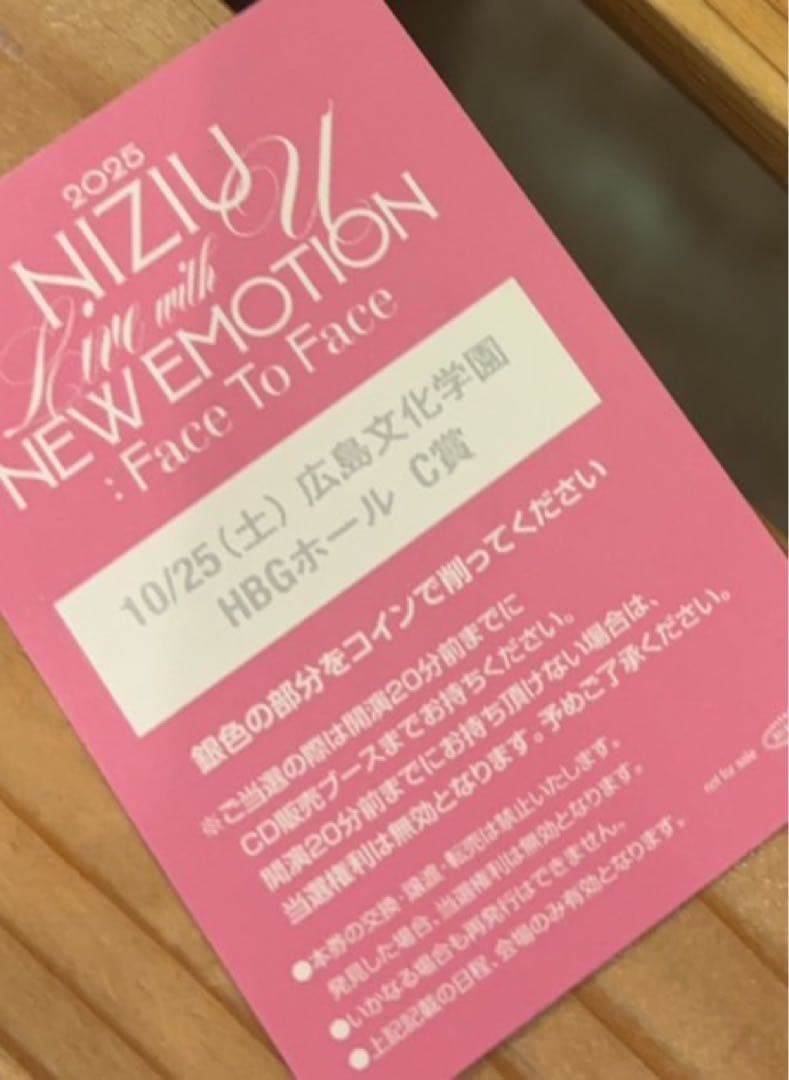 2025
NIZIU
Live with U
NEW EMOTION
: Face To Face
10/25(土) 広島文化学園
HBGホール C賞
銀色の部分をコインで削ってください
※ご当選の際は開演20分前までに
CD販売ブースまでお持ちください。
開演20分前までにお持ち頂けない場合は、
当選権利は無効となります。予めご了承ください。
●本券の交換・譲渡・転売は禁止いたします。
発見した場合、当選権利は無効となります。
●いかなる場合も再発行はできません。
●上記記載の日程、会場のみ有効となります。
not for sale